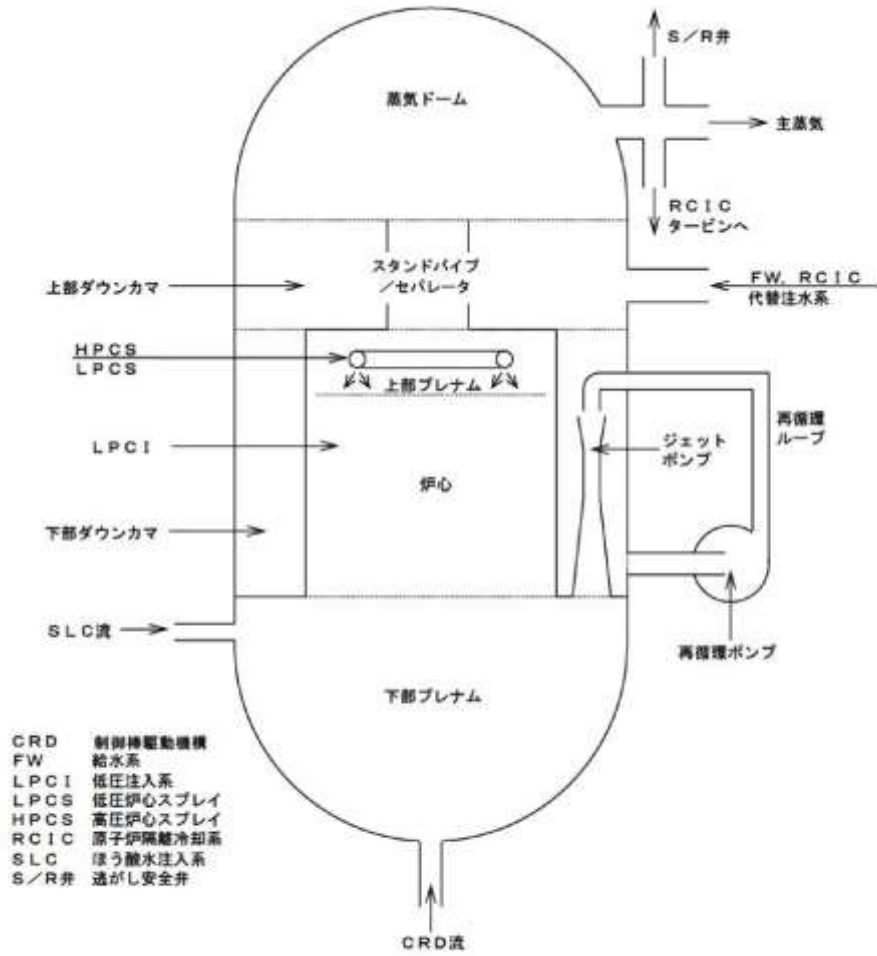 S/R弁
蒸気ドーム
主蒸気
RCIC
タービンへ
スタンドパイプ
/セパレータ
上部ダウンカマ
FW, RCIC
代替注水系
HPCS
LPCS
上部プレナム
再循環
ループ
ジェット
ポンプ
LPCI
炉心
下部ダウンカマ
SLC流
再循環ポンプ
下部プレナム
CRD 制御棒駆動機構
FW 給水系
LPCI 低圧注入系
LPCS 低圧炉心スプレイ
HPCS 高圧炉心スプレイ
RCIC 原子炉隔離冷却系
SLC ほう酸水注入系
S/R弁 逃がし安全弁
CRD流